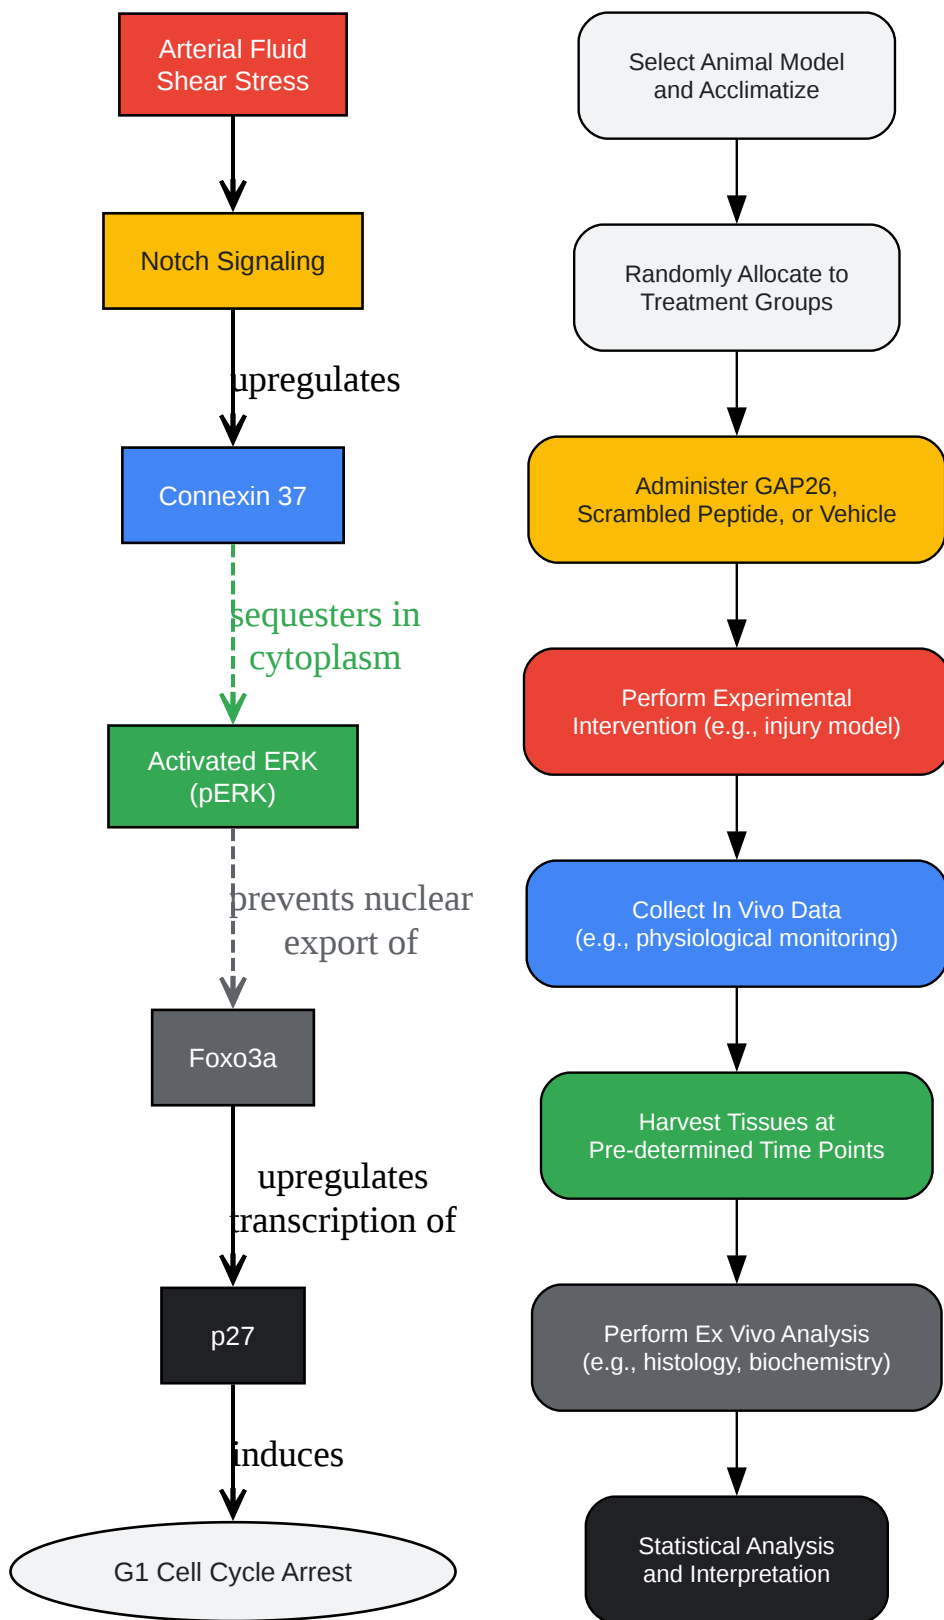 Arterial Fluid
Shear Stress
Notch Signaling
upregulates
Connexin 37
sequesters in
cytoplasm
Activated ERK
(pERK)
prevents nuclear
export of
Foxo3a
upregulates
transcription of
p27
induces
G1 Cell Cycle Arrest
Select Animal Model
and Acclimatize
Randomly Allocate to
Treatment Groups
Administer GAP26,
Scrambled Peptide, or Vehicle
Perform Experimental
Intervention (e.g., injury model)
Collect In Vivo Data
(e.g., physiological monitoring)
Harvest Tissues at
Pre-determined Time Points
Perform Ex Vivo Analysis
(e.g., histology, biochemistry)
Statistical Analysis
and Interpretation